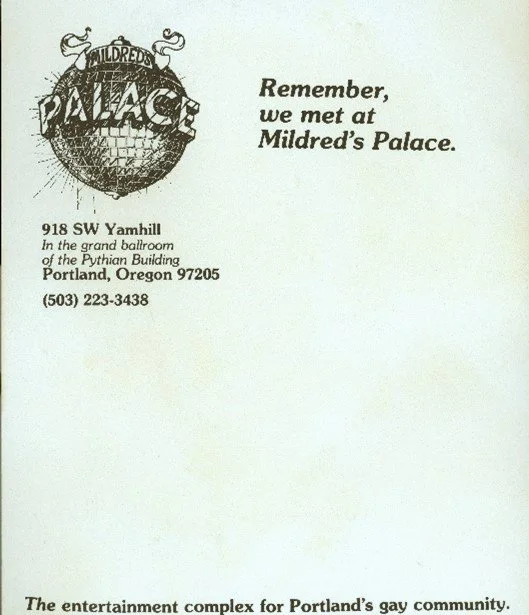 MILDRED'S
PALACE
Remember,
we met at
Mildred's Palace.
918 SW Yamhill
In the grand ballroom
of the Pythian Building
Portland, Oregon 97205
(503) 223-3438
The entertainment complex for Portland's gay community.